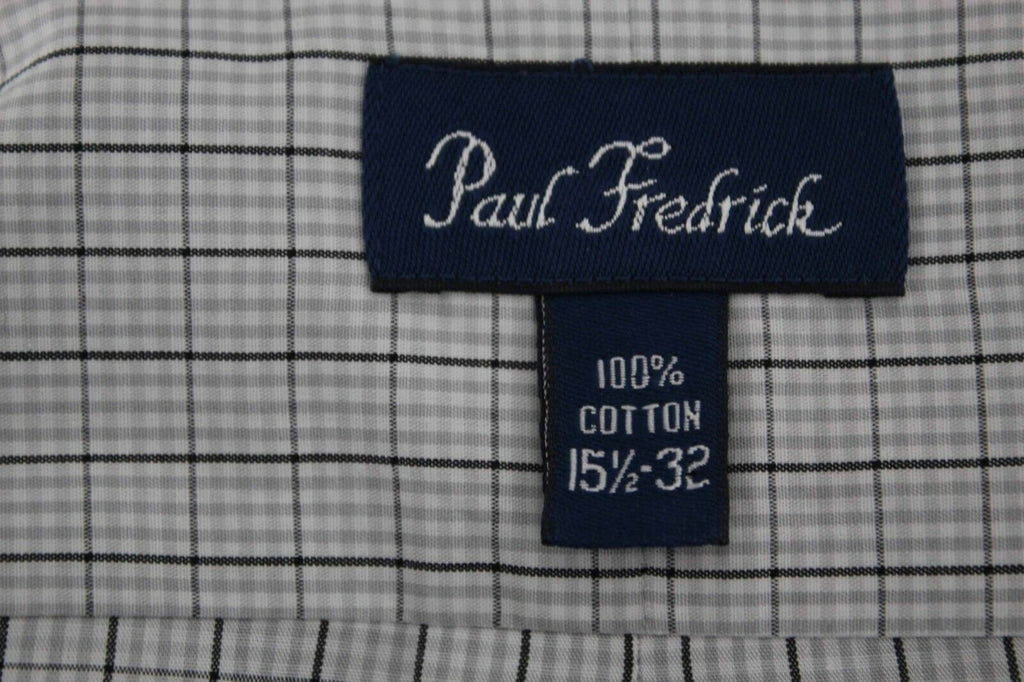 Paul Fredrick
100%
COTTON
15½-32